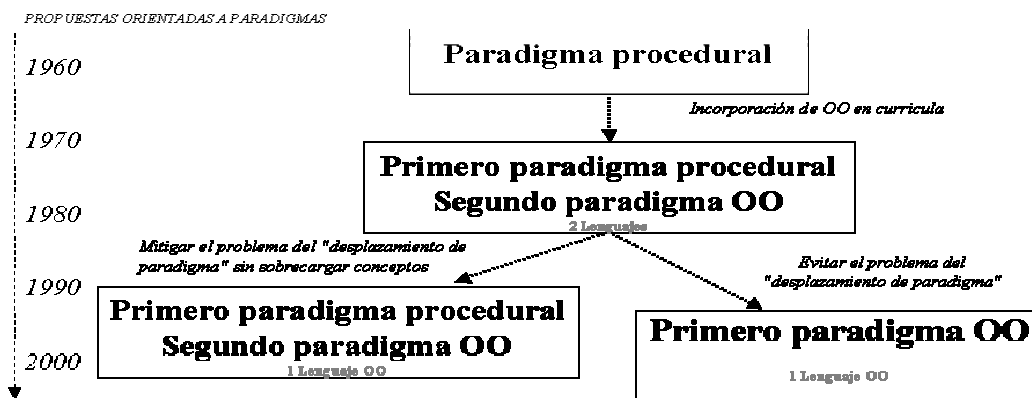 PROPUESTAS ORIENTADAS A PARADIGMAS
1960
Paradigma procedural
Incorporación de OO en curricula
1970
Primero paradigma procedural
Segundo paradigma OO
2 Lenguajes
1980
Mitigar el problema del "desplazamiento de
paradigma" sin sobrecargar conceptos
Evitar el problema del
"desplazamiento de paradigma"
1990
Primero paradigma procedural
Segundo paradigma OO
1 Lenguaje OO
Primero paradigma OO
1 Lenguaje OO
2000